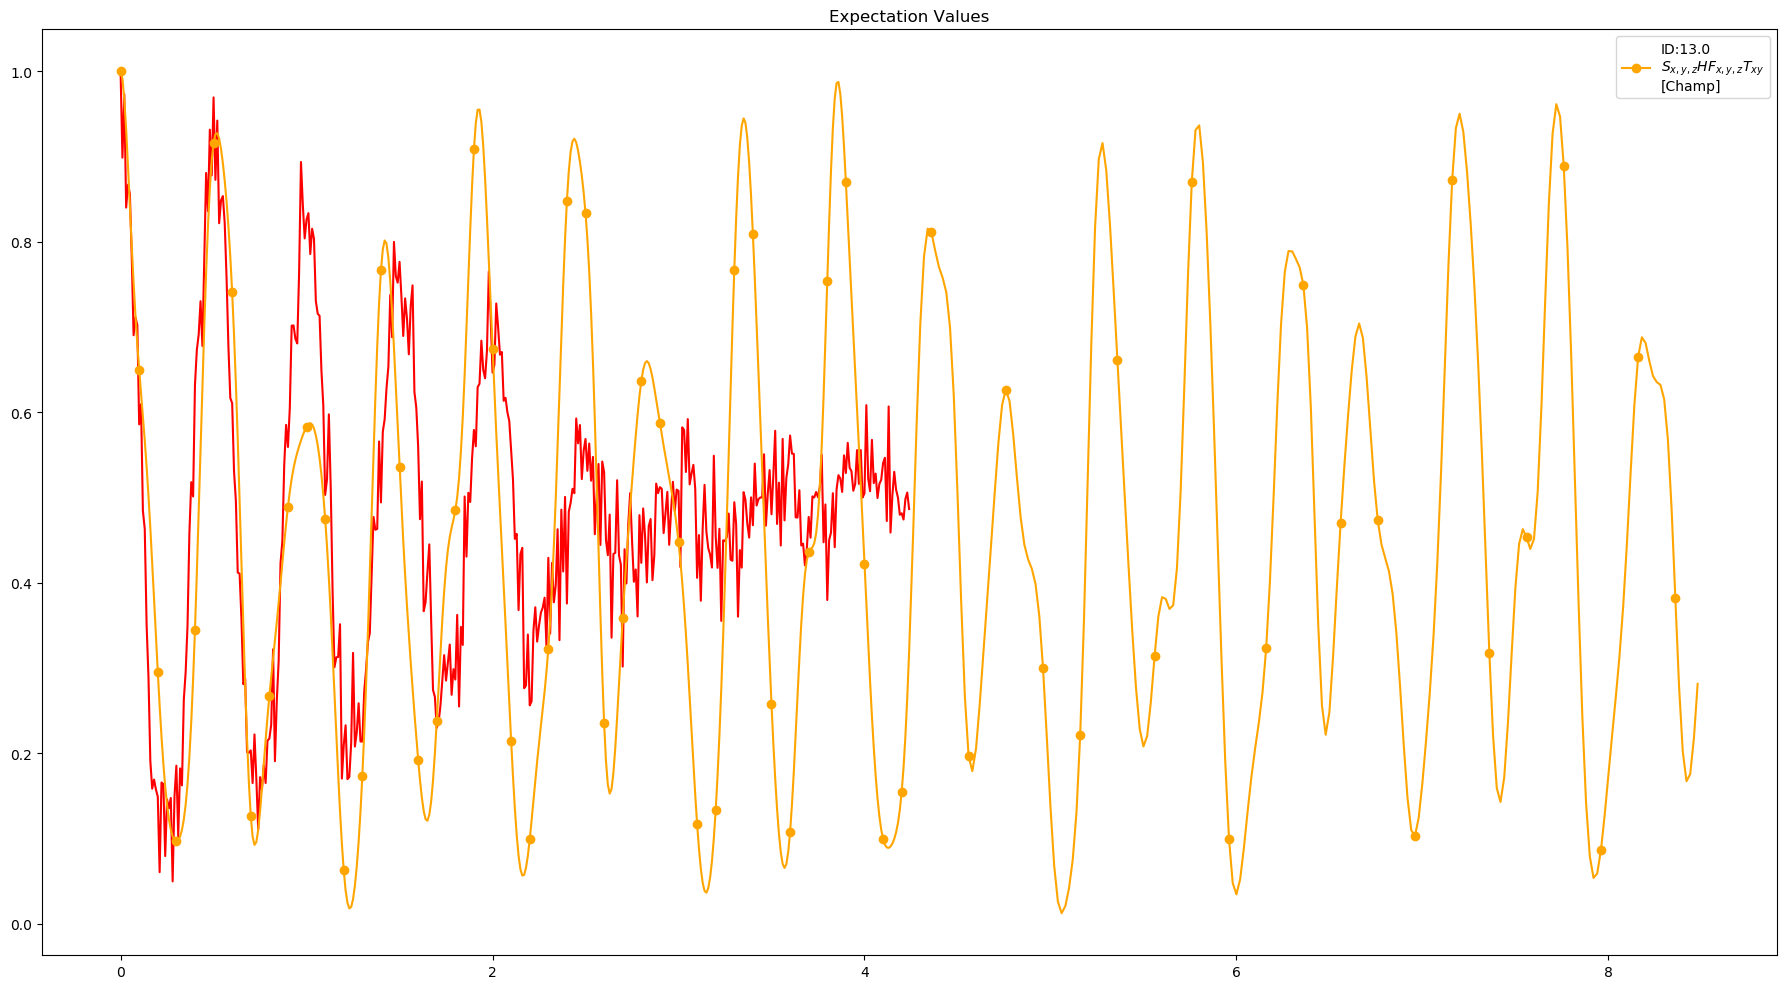 Expectation Values
ID:13.0
S_{x,y,z}HF_{x,y,z}T_{xy}
[Champ]
1.0
0.8
0.6
0.4
0.2
0.0
0 2 4 6 8